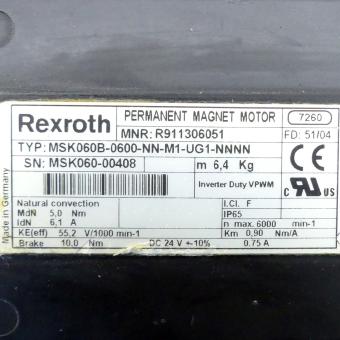 Rexroth
PERMANENT MAGNET MOTOR
7260
MNR: R911306051
FD: 51/04
TYP: MSK060B-0600-NN-M1-UG1-NNNN
SN: MSK060-00408
m 6,4 Kg
Inverter Duty VPWM
C UL US
Made in Germany
Natural convection
I.Cl. F
MdN 5,0 Nm
IP65
IdN 6,1 A
n max. 6000 min-1
KE(eff) 55,2 V/1000 min-1
Km 0,90 Nm/A
Brake 10,0 Nm DC 24 V +-10% 0.75 A